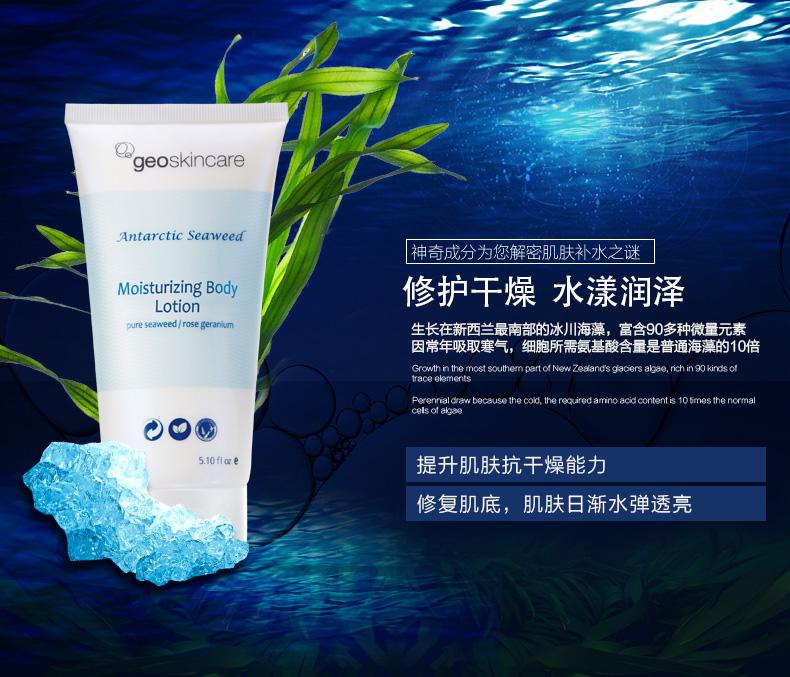 geoskincare
Antarctic Seaweed
Moisturizing Body
Lotion
pure seaweed / rose geranium
5.10 fl oz e
神奇成分为您解密肌肤补水之谜
修护干燥 水漾润泽
生长在新西兰最南部的冰川海藻，富含90多种微量元素
因常年吸取寒气，细胞所需氨基酸含量是普通海藻的10倍
Growth in the most southern part of New Zealand's glaciers algae, rich in 90 kinds of
trace elements
Perennial draw because the cold, the required amino acid content is 10 times the normal
cells of algae
提升肌肤抗干燥能力
修复肌底，肌肤日渐水弹透亮